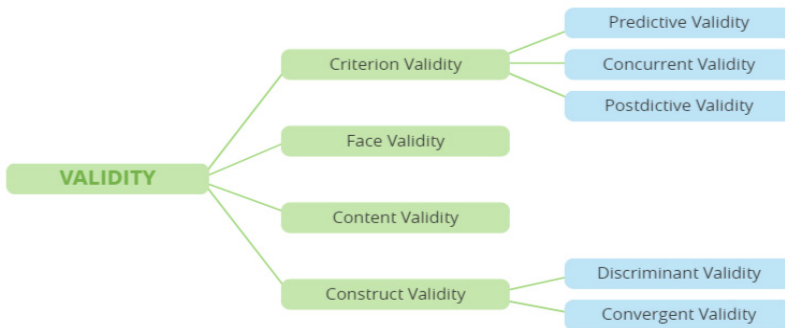 VALIDITY
Criterion Validity
Predictive Validity
Concurrent Validity
Postdictive Validity
Face Validity
Content Validity
Construct Validity
Discriminant Validity
Convergent Validity